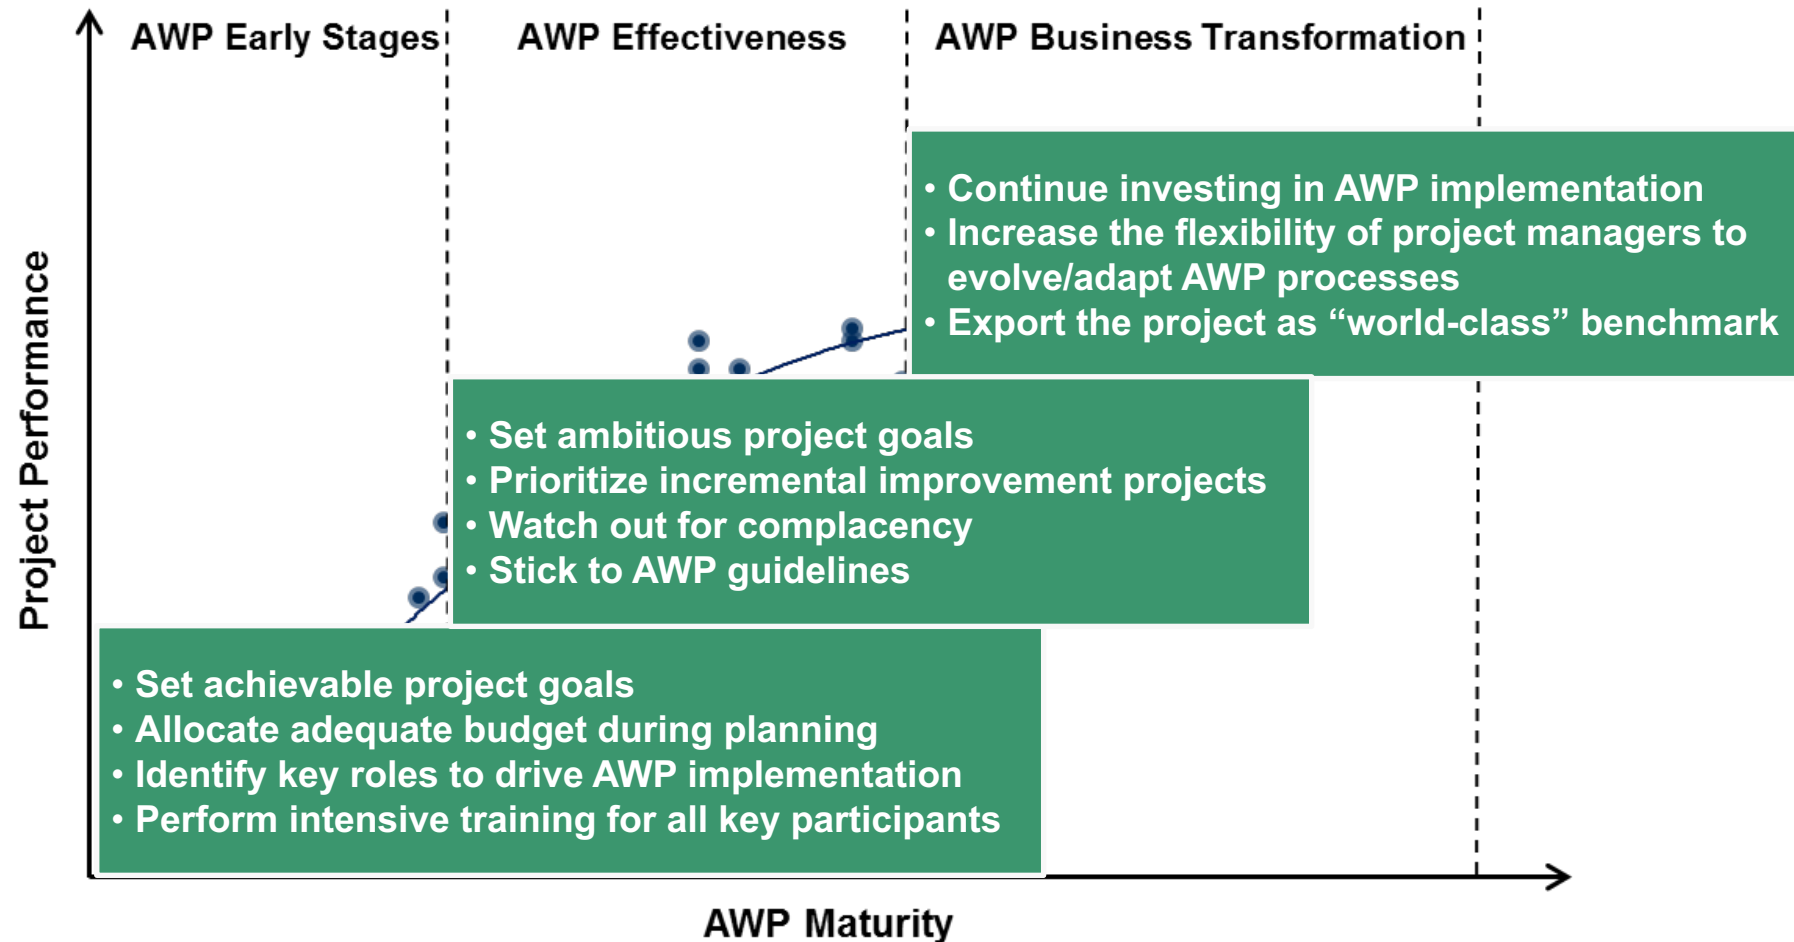 AWP Early Stages
AWP Effectiveness
AWP Business Transformation
• Continue investing in AWP implementation
• Increase the flexibility of project managers to
evolve/adapt AWP processes
• Export the project as “world-class” benchmark
• Set ambitious project goals
• Prioritize incremental improvement projects
• Watch out for complacency
• Stick to AWP guidelines
• Set achievable project goals
• Allocate adequate budget during planning
• Identify key roles to drive AWP implementation
• Perform intensive training for all key participants
Project Performance
AWP Maturity